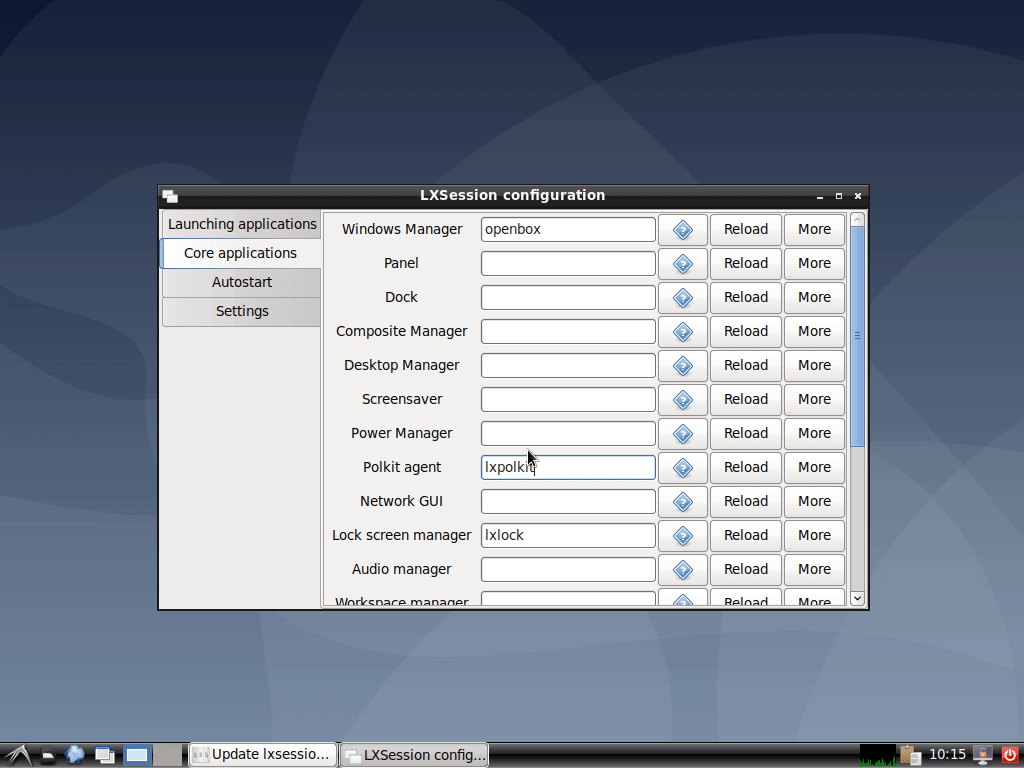 LXSession configuration
Launching applications
Core applications
Autostart
Settings
Windows Manager openbox Reload More
Panel Reload More
Dock Reload More
Composite Manager Reload More
Desktop Manager Reload More
Screensaver Reload More
Power Manager Reload More
Polkit agent lxpolkit Reload More
Network GUI Reload More
Lock screen manager lxlock Reload More
Audio manager Reload More
Workspace manager Reload More
Update lxsessio... LXSession config... 10:15